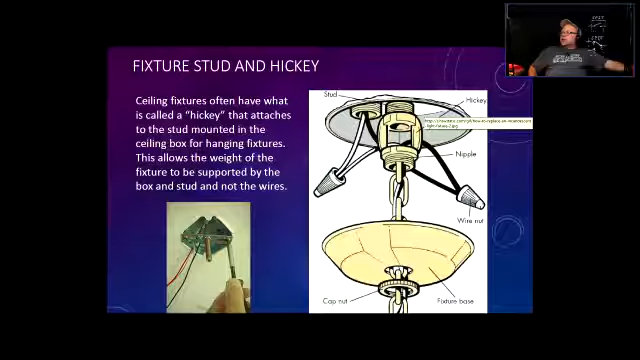 FIXTURE STUD AND HICKEY
Ceiling fixtures often have what
is called a "hickey" that attaches
to the stud mounted in the
ceiling box for hanging fixtures.
This allows the weight of the
fixture to be supported by the
box and stud and not the wires.
Stud
Hickey
Nipple
Wire nut
Cap nut
Fixture base